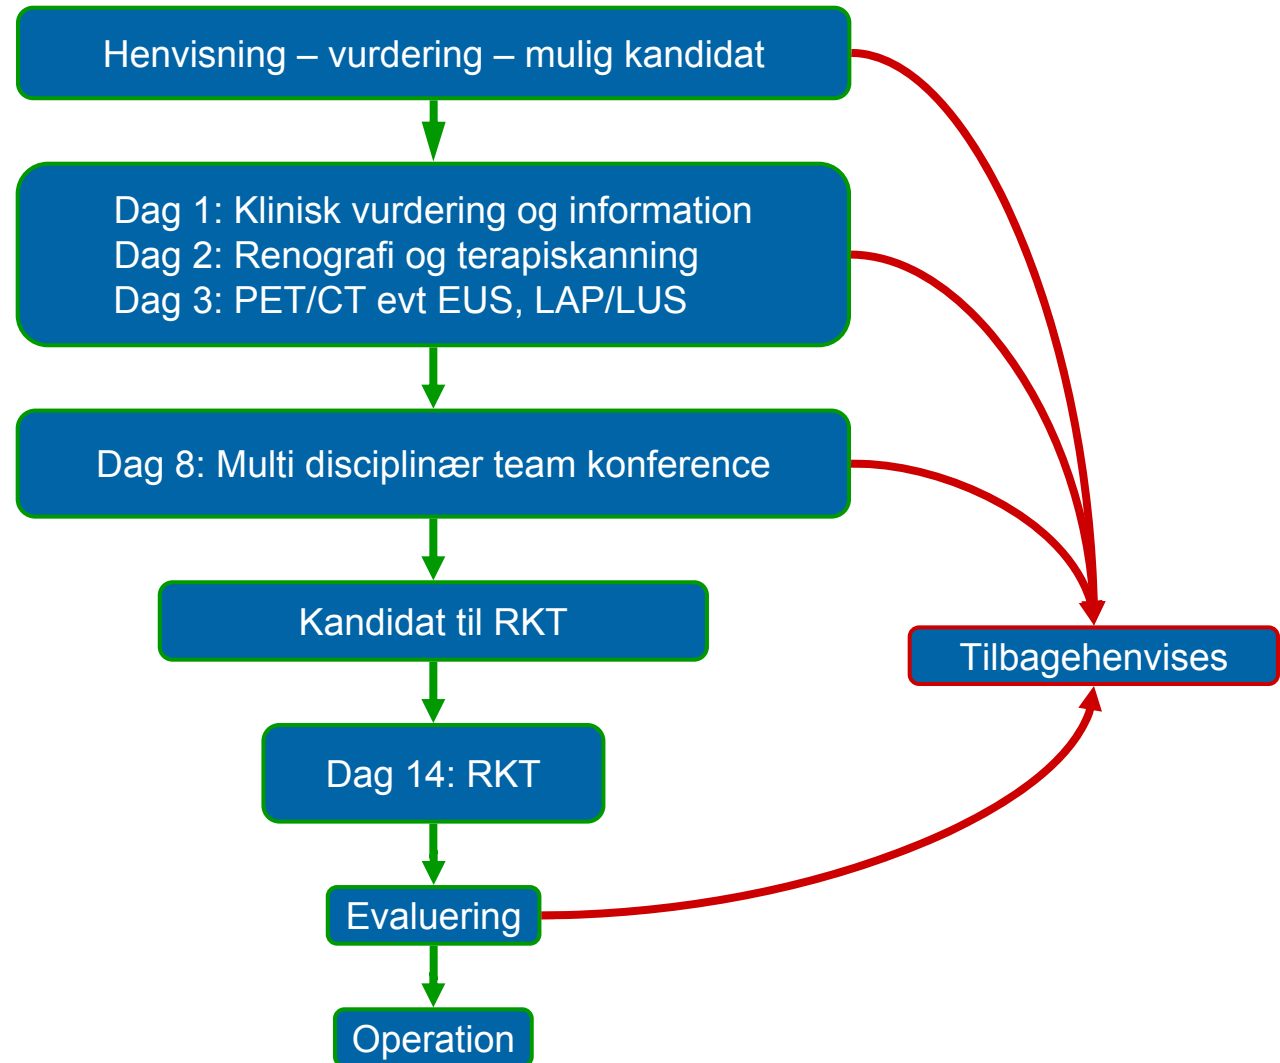 Henvisning – vurdering – mulig kandidat
Dag 1: Klinisk vurdering og information
Dag 2: Renografi og terapiskanning
Dag 3: PET/CT evt EUS, LAP/LUS
Dag 8: Multi disciplinær team konference
Kandidat til RKT
Tilbagehenvises
Dag 14: RKT
Evaluering
Operation